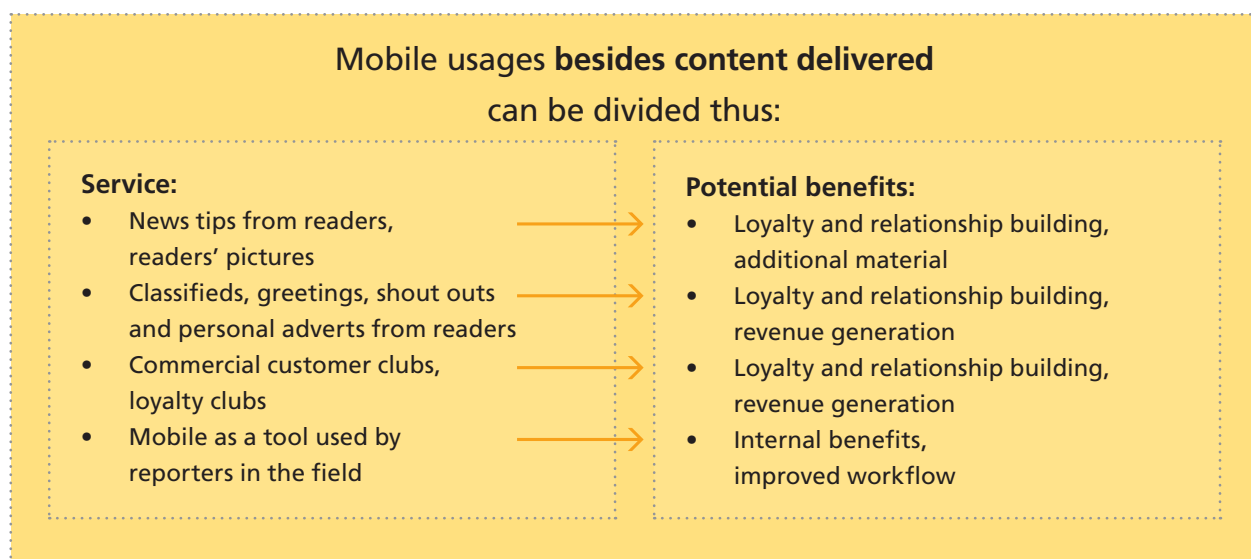 Mobile usages besides content delivered
can be divided thus:
Service:
• News tips from readers,
readers’ pictures
• Classifieds, greetings, shout outs
and personal adverts from readers
• Commercial customer clubs,
loyalty clubs
• Mobile as a tool used by
reporters in the field
Potential benefits:
• Loyalty and relationship building,
additional material
• Loyalty and relationship building,
revenue generation
• Loyalty and relationship building,
revenue generation
• Internal benefits,
improved workflow